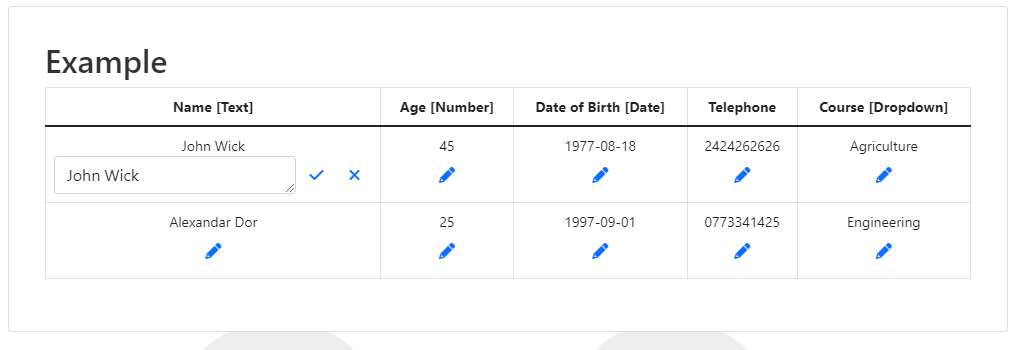 Example
Name [Text] Age [Number] Date of Birth [Date] Telephone Course [Dropdown]
John Wick 45 1977-08-18 2424262626 Agriculture
John Wick
Alexandar Dor 25 1997-09-01 0773341425 Engineering